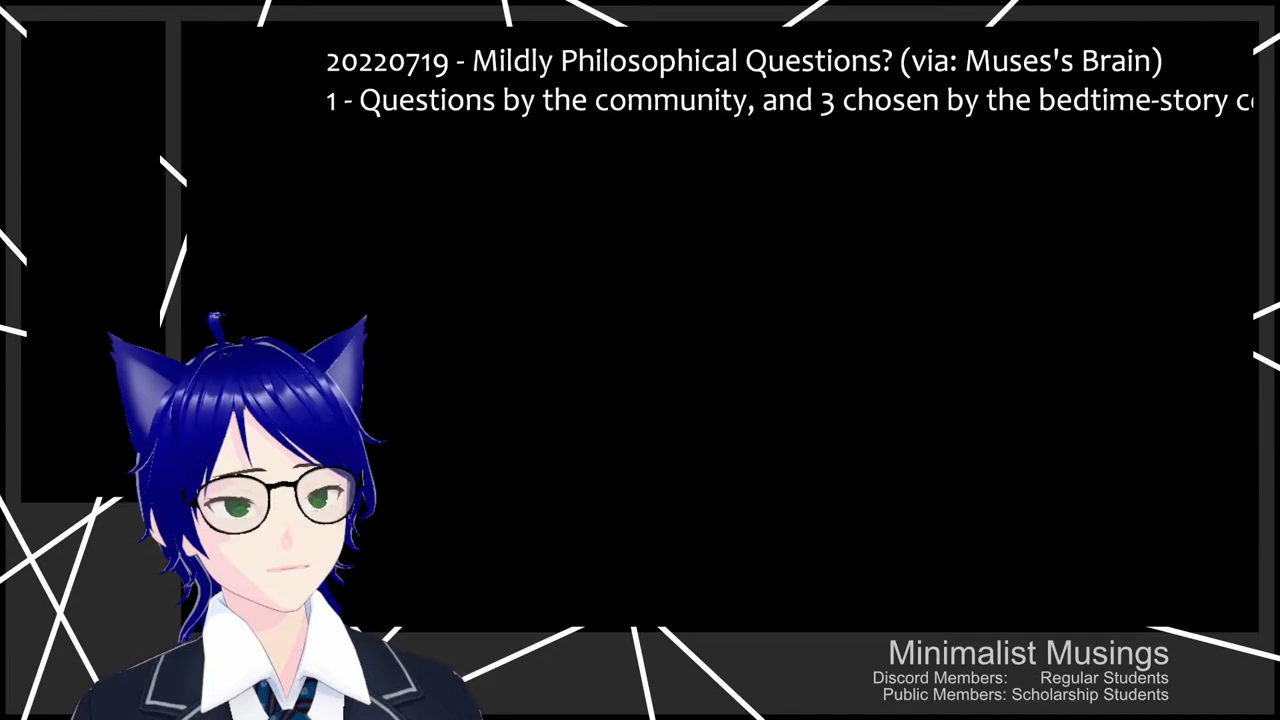 20220719 - Mildly Philosophical Questions? (via: Muses's Brain)
1 - Questions by the community, and 3 chosen by the bedtime-story
Minimalist Musings
Discord Members: Regular Students
Public Members: Scholarship Students